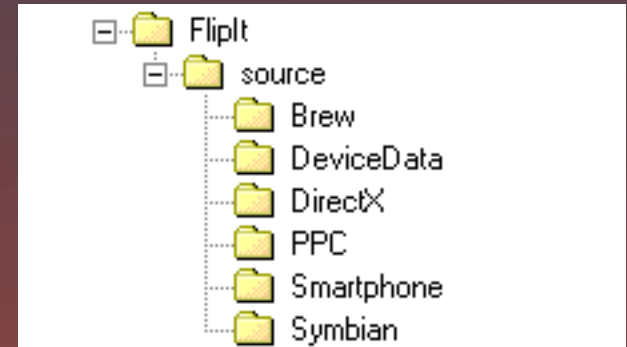 FlipIt
source
Brew
DeviceData
DirectX
PPC
Smartphone
Symbian